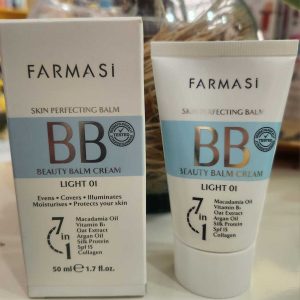 FARMASİ
SKIN PERFECTING BALM
BB
BEAUTY BALM CREAM
LIGHT 01
Evens • Covers • Illuminates
Moisturises • Protects your skin
7 in 1
Macadamia Oil
Vitamin B5
Oat Extract
Argan Oil
Silk Protein
Spf 15
Collagen
50 ml ℮ 1.7 fl.oz.
FARMASİ
SKIN PERFECTING BALM
BB
BEAUTY BALM CREAM
LIGHT 01
7 in 1
Macadamia Oil
Vitamin B5
Oat Extract
Argan Oil
Silk Protein
Spf 15
Collagen